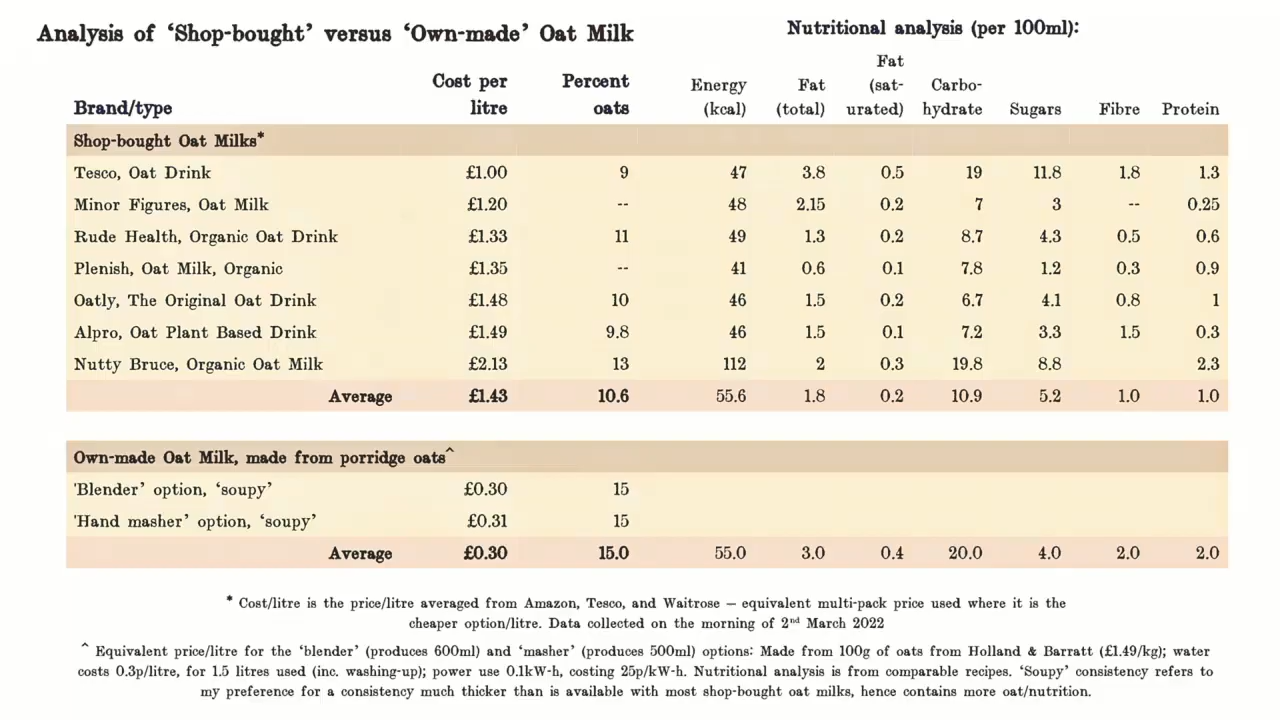 Analysis of ‘Shop-bought’ versus ‘Own-made’ Oat Milk
Nutritional analysis (per 100ml):
Brand/type Cost per litre Percent oats Energy (kcal) Fat (total) Fat (sat-urated) Carbo-hydrate Sugars Fibre Protein
Shop-bought Oat Milks*
Tesco, Oat Drink £1.00 9 47 3.8 0.5 19 11.8 1.8 1.3
Minor Figures, Oat Milk £1.20 -- 48 2.15 0.2 7 3 -- 0.25
Rude Health, Organic Oat Drink £1.33 11 49 1.3 0.2 8.7 4.3 0.5 0.6
Plenish, Oat Milk, Organic £1.35 -- 41 0.6 0.1 7.8 1.2 0.3 0.9
Oatly, The Original Oat Drink £1.48 10 46 1.5 0.2 6.7 4.1 0.8 1
Alpro, Oat Plant Based Drink £1.49 9.8 46 1.5 0.1 7.2 3.3 1.5 0.3
Nutty Bruce, Organic Oat Milk £2.13 13 112 2 0.3 19.8 8.8 2.3
Average £1.43 10.6 55.6 1.8 0.2 10.9 5.2 1.0 1.0
Own-made Oat Milk, made from porridge oats^
'Blender’ option, ‘soupy’ £0.30 15
'Hand masher’ option, ‘soupy’ £0.31 15
Average £0.30 15.0 55.0 3.0 0.4 20.0 4.0 2.0 2.0
* Cost/litre is the price/litre averaged from Amazon, Tesco, and Waitrose – equivalent multi-pack price used where it is the
cheaper option/litre. Data collected on the morning of 2nd March 2022
^ Equivalent price/litre for the ‘blender’ (produces 600ml) and ‘masher’ (produces 500ml) options: Made from 100g of oats from Holland & Barratt (£1.49/kg); water
costs 0.3p/litre, for 1.5 litres used (inc. washing-up); power use 0.1kW-h, costing 25p/kW-h. Nutritional analysis is from comparable recipes. ‘Soupy’ consistency refers to
my preference for a consistency much thicker than is available with most shop-bought oat milks, hence contains more oat/nutrition.